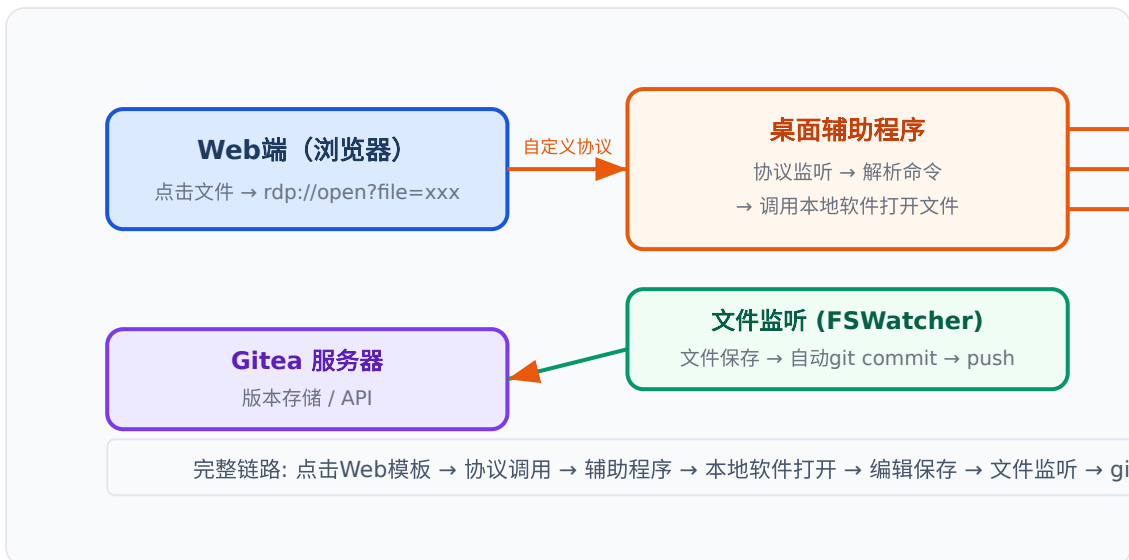 Web端（浏览器）
点击文件 → rdp://open?file=xxx
自定义协议
桌面辅助程序
协议监听 → 解析命令
→ 调用本地软件打开文件
文件监听 (FSWatcher)
文件保存 → 自动git commit → push
Gitea 服务器
版本存储 / API
完整链路: 点击Web模板 → 协议调用 → 辅助程序 → 本地软件打开 → 编辑保存 → 文件监听 →